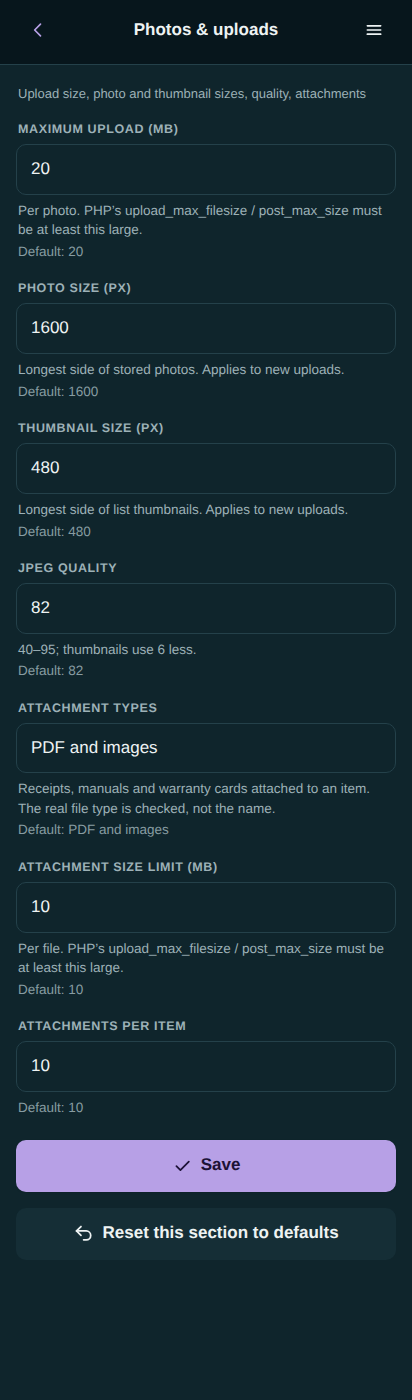 Photos & uploads
Upload size, photo and thumbnail sizes, quality, attachments
MAXIMUM UPLOAD (MB)
20
Per photo. PHP's upload_max_filesize / post_max_size must
be at least this large.
Default: 20
PHOTO SIZE (PX)
1600
Longest side of stored photos. Applies to new uploads.
Default: 1600
THUMBNAIL SIZE (PX)
480
Longest side of list thumbnails. Applies to new uploads.
Default: 480
JPEG QUALITY
82
40–95; thumbnails use 6 less.
Default: 82
ATTACHMENT TYPES
PDF and images
Receipts, manuals and warranty cards attached to an item.
The real file type is checked, not the name.
Default: PDF and images
ATTACHMENT SIZE LIMIT (MB)
10
Per file. PHP's upload_max_filesize / post_max_size must be
at least this large.
Default: 10
ATTACHMENTS PER ITEM
10
Default: 10
Save
Reset this section to defaults